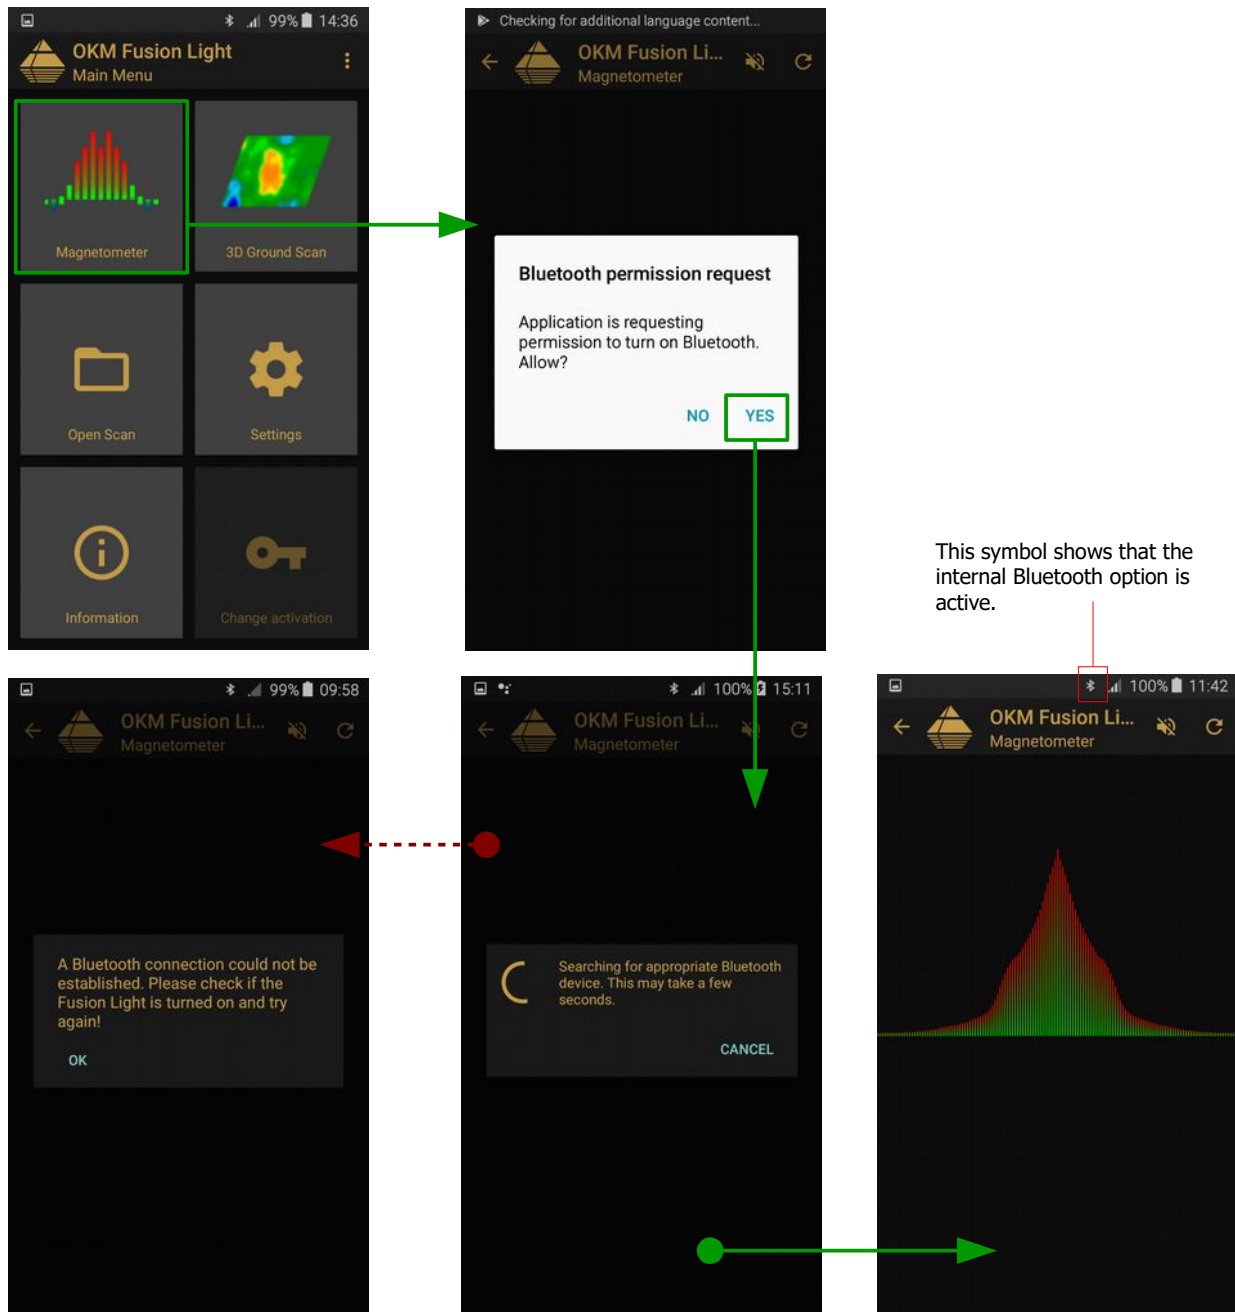 99% 14:36
OKM Fusion Light
Main Menu
Magnetometer
3D Ground Scan
Open Scan
Settings
Information
Change activation
Checking for additional language content...
OKM Fusion Li...
Magnetometer
Bluetooth permission request
Application is requesting
permission to turn on Bluetooth.
Allow?
NO YES
This symbol shows that the
internal Bluetooth option is
active.
99% 09:58
OKM Fusion Li...
Magnetometer
A Bluetooth connection could not be
established. Please check if the
Fusion Light is turned on and try
again!
OK
100% 15:11
OKM Fusion Li...
Magnetometer
Searching for appropriate Bluetooth
device. This may take a few
seconds.
CANCEL
100% 11:42
OKM Fusion Li...
Magnetometer